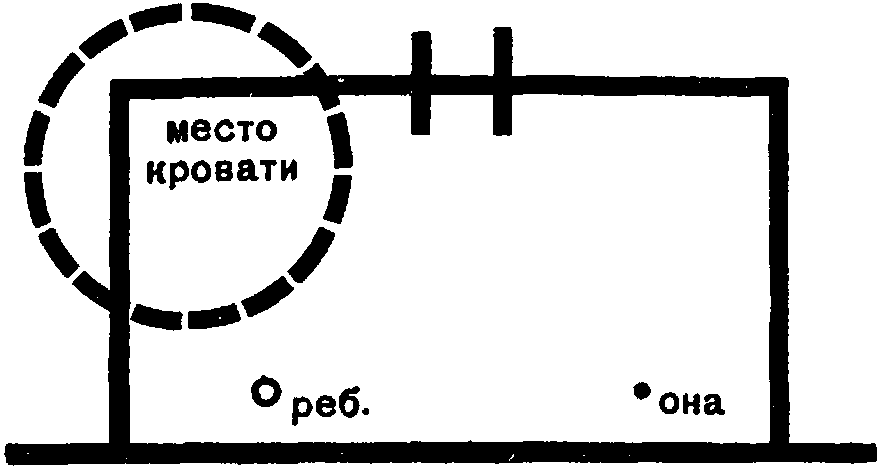 место
кровати
реб.
она